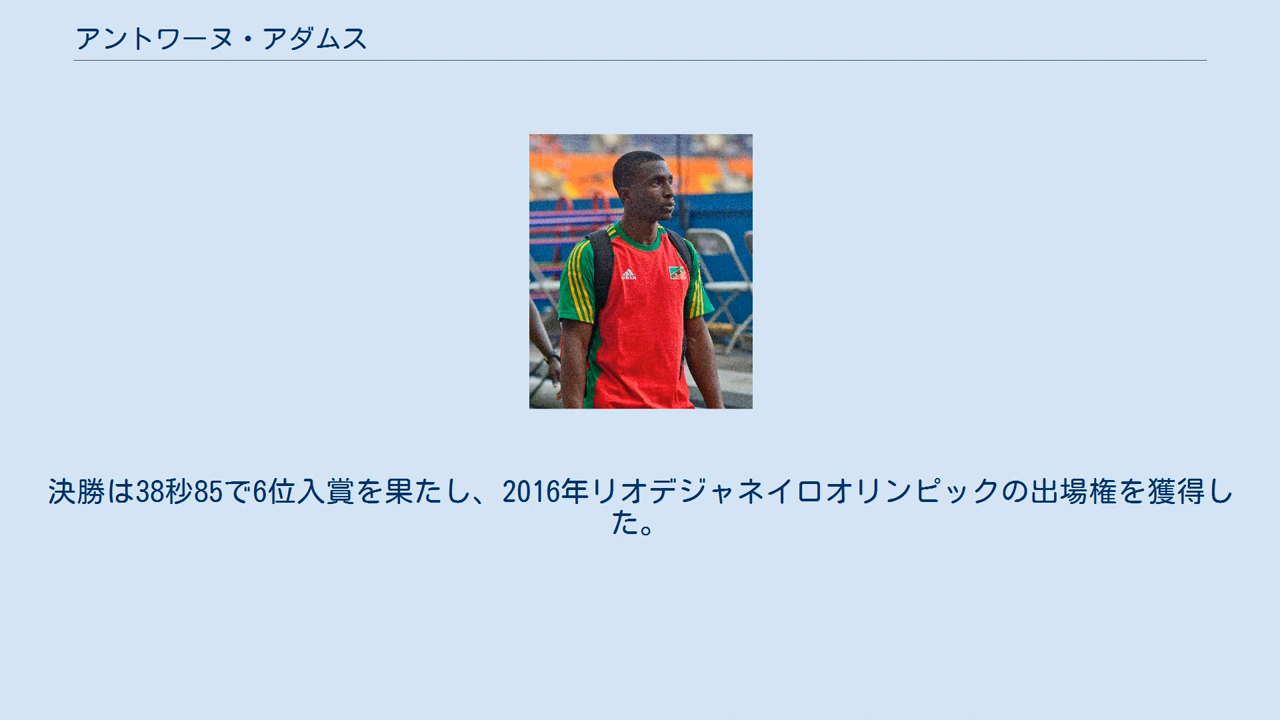 アントワーヌ・アダムス
決勝は38秒85で6位入賞を果たし、2016年リオデジャネイロオリンピックの出場権を獲得し
た。